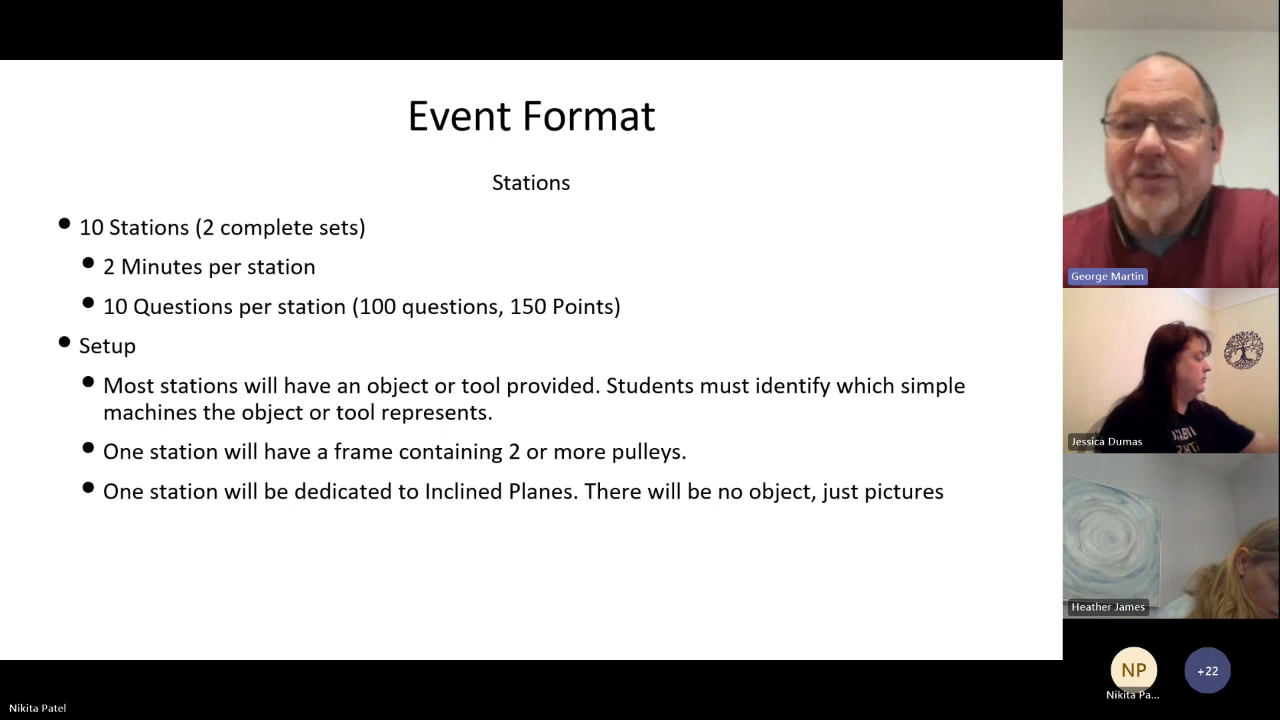 Event Format
Stations
10 Stations (2 complete sets)
2 Minutes per station
10 Questions per station (100 questions, 150 Points)
Setup
Most stations will have an object or tool provided. Students must identify which simple
machines the object or tool represents.
One station will have a frame containing 2 or more pulleys.
One station will be dedicated to Inclined Planes. There will be no object, just pictures
George Martin
Jessica Dumas
Heather James
NP
+22
Nikita Pa...
Nikita Patel